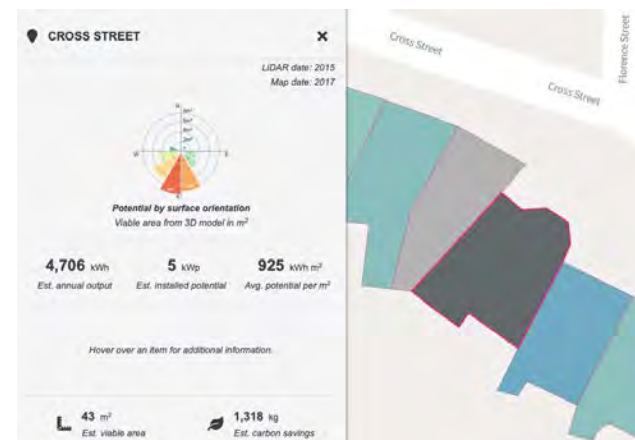 CROSS STREET
LiDAR date: 2015
Map date: 2017
W
Potential by surface orientation
Viable area from 3D model in m²
4,706 kWh
Est. annual output
5 kWp
Est. installed potential
925 kWh m²
Avg. potential per m²
Hover over an item for additional information.
43 m²
Est. viable area
1,318 kg
Est. carbon savings
Cross Street
Cross Street
Florence Street